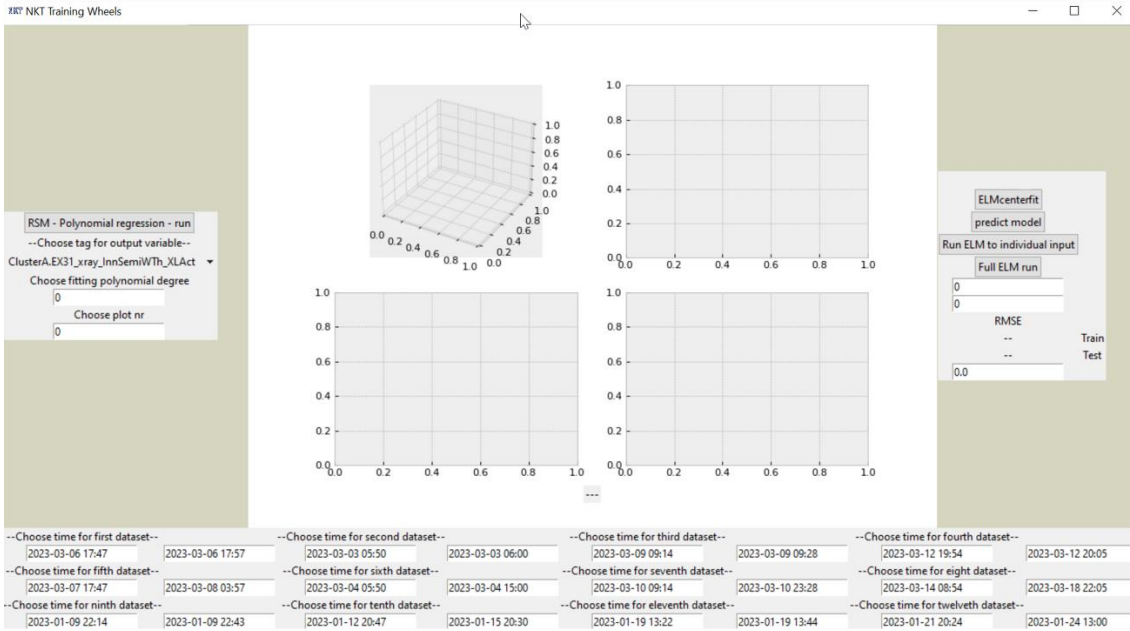 NKT NKT Training Wheels
1.0
0.8
0.6
0.4
0.2
0.0
0.0 0.2 0.4 0.6 0.8 1.0
0.0 0.2 0.4 0.6 0.8 1.0
1.0
0.8
0.6
0.4
0.2
0.0
0.0 0.2 0.4 0.6 0.8 1.0
RSM - Polynomial regression - run
--Choose tag for output variable--
ClusterA.EX31_xray_InnSemiWTh_XLAct
Choose fitting polynomial degree
0
Choose plot nr
0
ELMcenterfit
predict model
Run ELM to individual input
Full ELM run
0
0
RMSE
-- Train
-- Test
0.0
1.0
0.8
0.6
0.4
0.2
0.0
0.0 0.2 0.4 0.6 0.8 1.0
1.0
0.8
0.6
0.4
0.2
0.0
0.0 0.2 0.4 0.6 0.8 1.0
---
--Choose time for first dataset-- --Choose time for second dataset-- --Choose time for third dataset-- --Choose time for fourth dataset--
2023-03-06 17:47 2023-03-06 17:57 2023-03-03 05:50 2023-03-03 06:00 2023-03-09 09:14 2023-03-09 09:28 2023-03-12 19:54 2023-03-12 20:05
--Choose time for fifth dataset-- --Choose time for sixth dataset-- --Choose time for seventh dataset-- --Choose time for eight dataset--
2023-03-07 17:47 2023-03-08 03:57 2023-03-04 05:50 2023-03-04 15:00 2023-03-10 09:14 2023-03-10 23:28 2023-03-14 08:54 2023-03-18 22:05
--Choose time for ninth dataset-- --Choose time for tenth dataset-- --Choose time for eleventh dataset-- --Choose time for twelveth dataset--
2023-01-09 22:14 2023-01-09 22:43 2023-01-12 20:47 2023-01-15 20:30 2023-01-19 13:22 2023-01-19 13:44 2023-01-21 20:24 2023-01-24 13:00